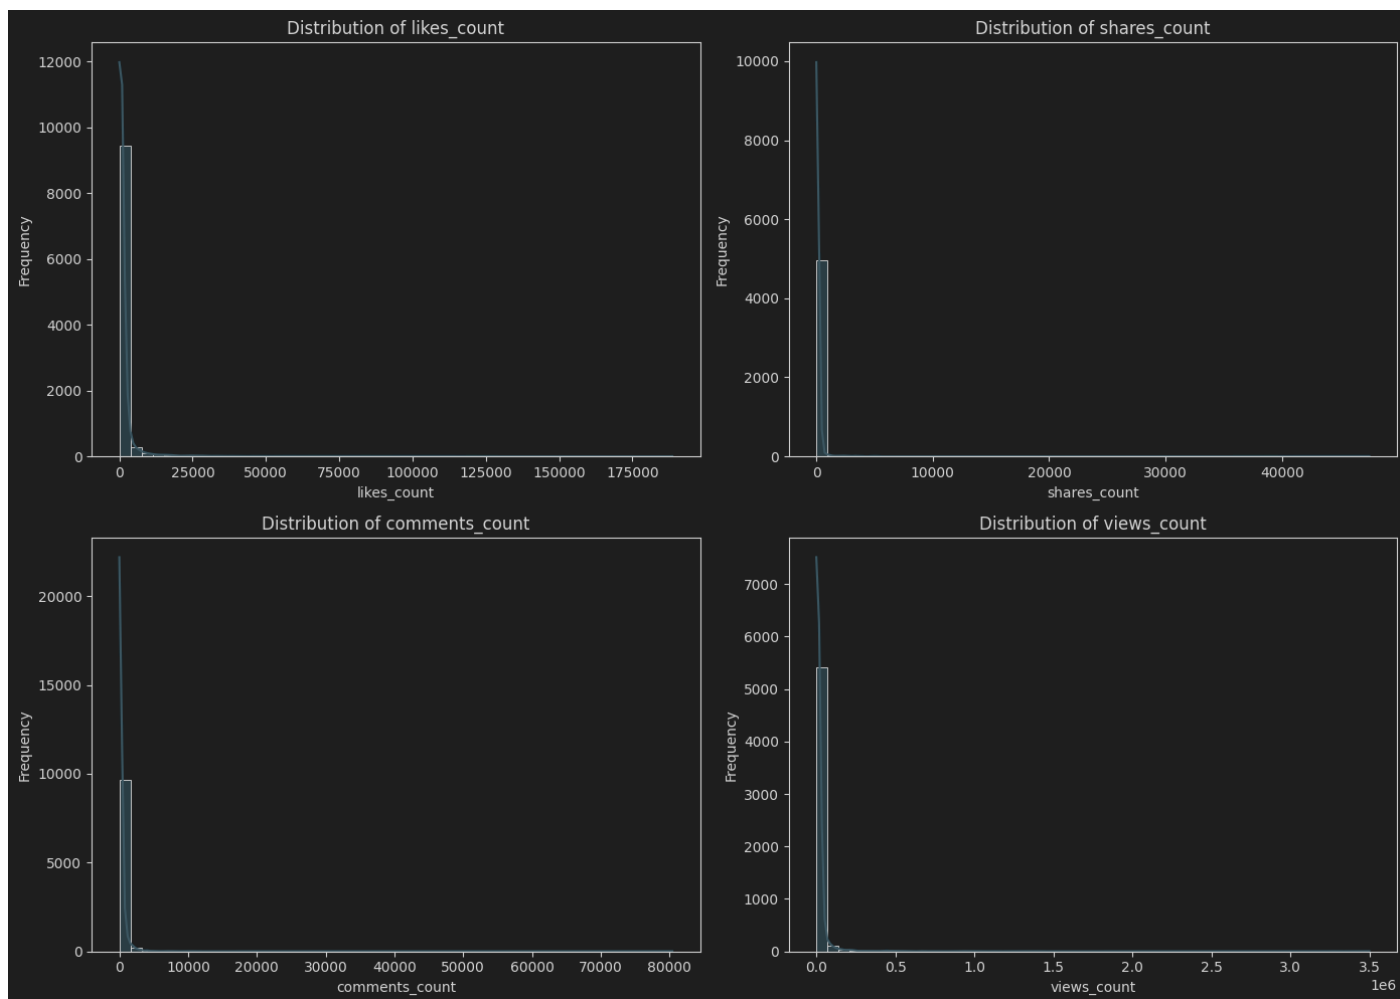 Distribution of likes_count
12000
10000
8000
6000
4000
2000
0
Frequency
0 25000 50000 75000 100000 125000 150000 175000
likes_count
Distribution of shares_count
10000
8000
6000
4000
2000
0
Frequency
0 10000 20000 30000 40000
shares_count
Distribution of comments_count
20000
15000
10000
5000
0
Frequency
0 10000 20000 30000 40000 50000 60000 70000 80000
comments_count
Distribution of views_count
7000
6000
5000
4000
3000
2000
1000
0
Frequency
0.0 0.5 1.0 1.5 2.0 2.5 3.0 3.5
1e6
views_count